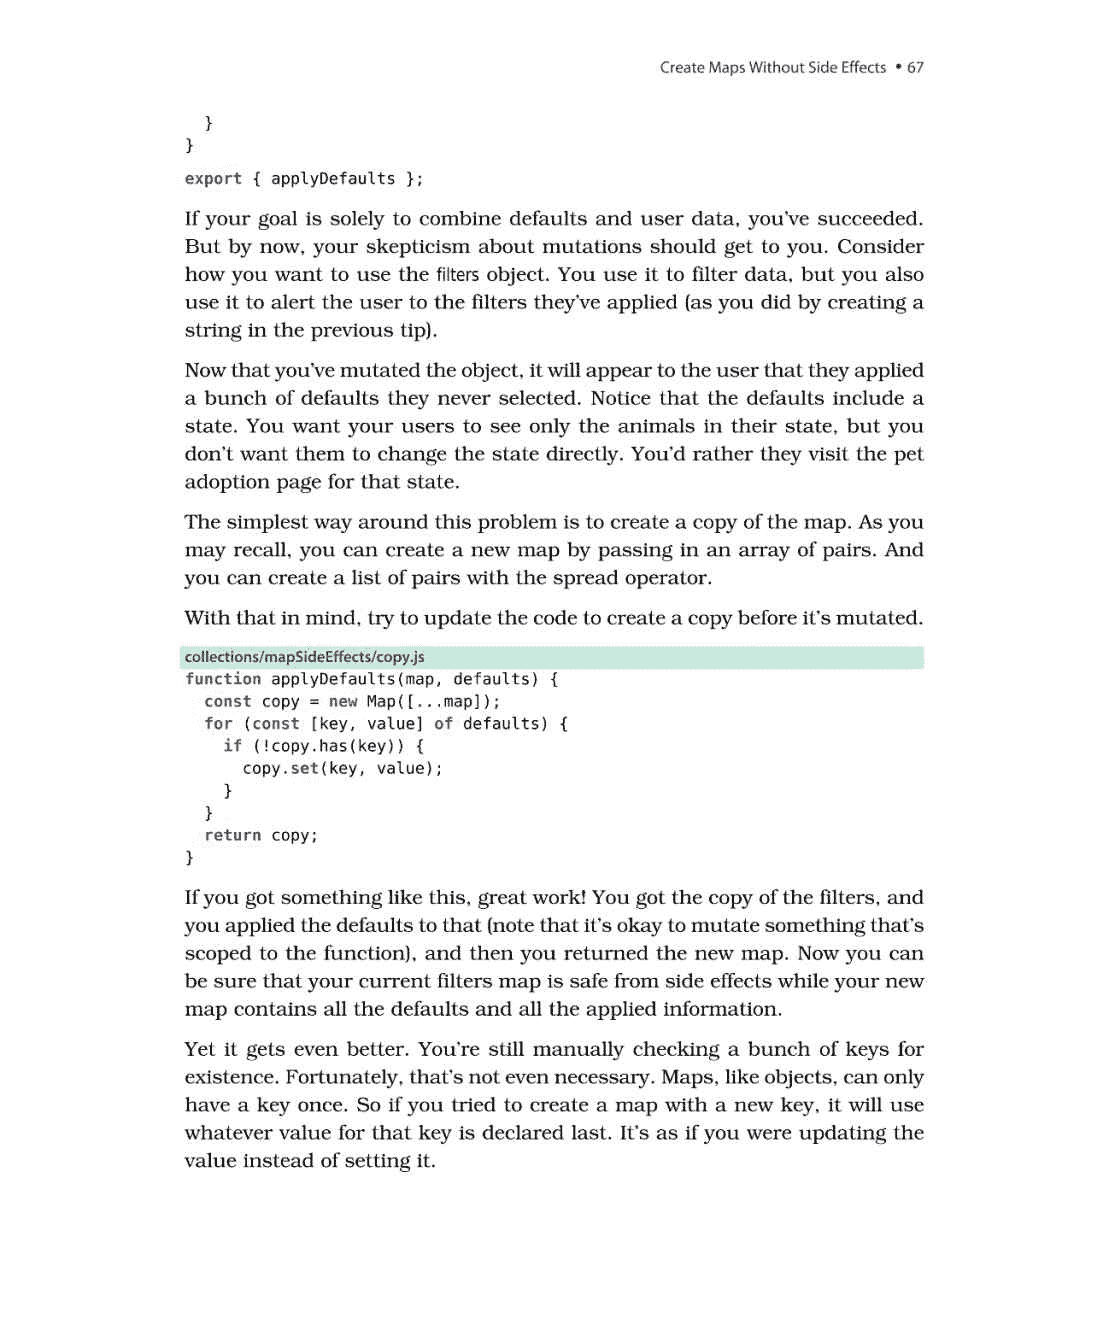 Create Maps Without Side Effects • 67
}
}
export { applyDefaults };
If your goal is solely to combine defaults and user data, you've succeeded.
But by now, your skepticism about mutations should get to you. Consider
how you want to use the filters object. You use it to filter data, but you also
use it to alert the user to the filters they've applied (as you did by creating a
string in the previous tip).
Now that you've mutated the object, it will appear to the user that they applied
a bunch of defaults they never selected. Notice that the defaults include a
state. You want your users to see only the animals in their state, but you
don't want them to change the state directly. You'd rather they visit the pet
adoption page for that state.
The simplest way around this problem is to create a copy of the map. As you
may recall, you can create a new map by passing in an array of pairs. And
you can create a list of pairs with the spread operator.
With that in mind, try to update the code to create a copy before it's mutated.
collections/mapSideEffects/copy.js
function applyDefaults(map, defaults) {
  const copy = new Map([...map]);
  for (const [key, value] of defaults) {
    if (!copy.has(key)) {
      copy.set(key, value);
    }
  }
  return copy;
}
If you got something like this, great work! You got the copy of the filters, and
you applied the defaults to that (note that it's okay to mutate something that's
scoped to the function), and then you returned the new map. Now you can
be sure that your current filters map is safe from side effects while your new
map contains all the defaults and all the applied information.
Yet it gets even better. You're still manually checking a bunch of keys for
existence. Fortunately, that's not even necessary. Maps, like objects, can only
have a key once. So if you tried to create a map with a new key, it will use
whatever value for that key is declared last. It's as if you were updating the
value instead of setting it.